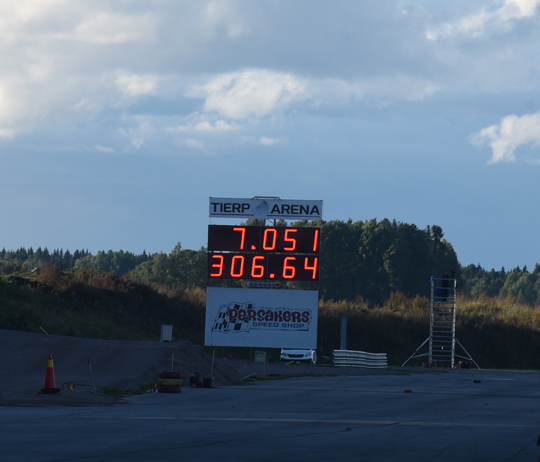 TIERP ARENA
7.051
306.64
Persakers
SPEED SHOP